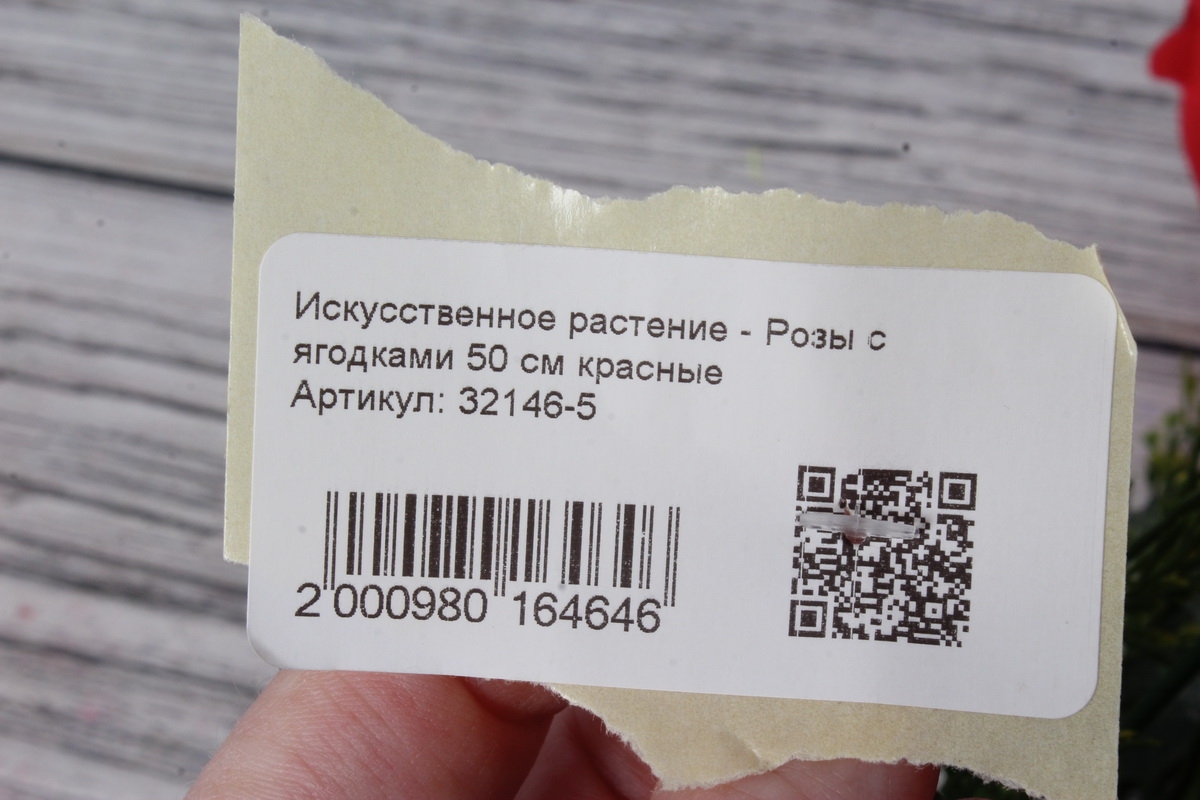 Искусственное растение - Розы с
ягодками 50 см красные
Артикул: 32146-5
2 000980 164646